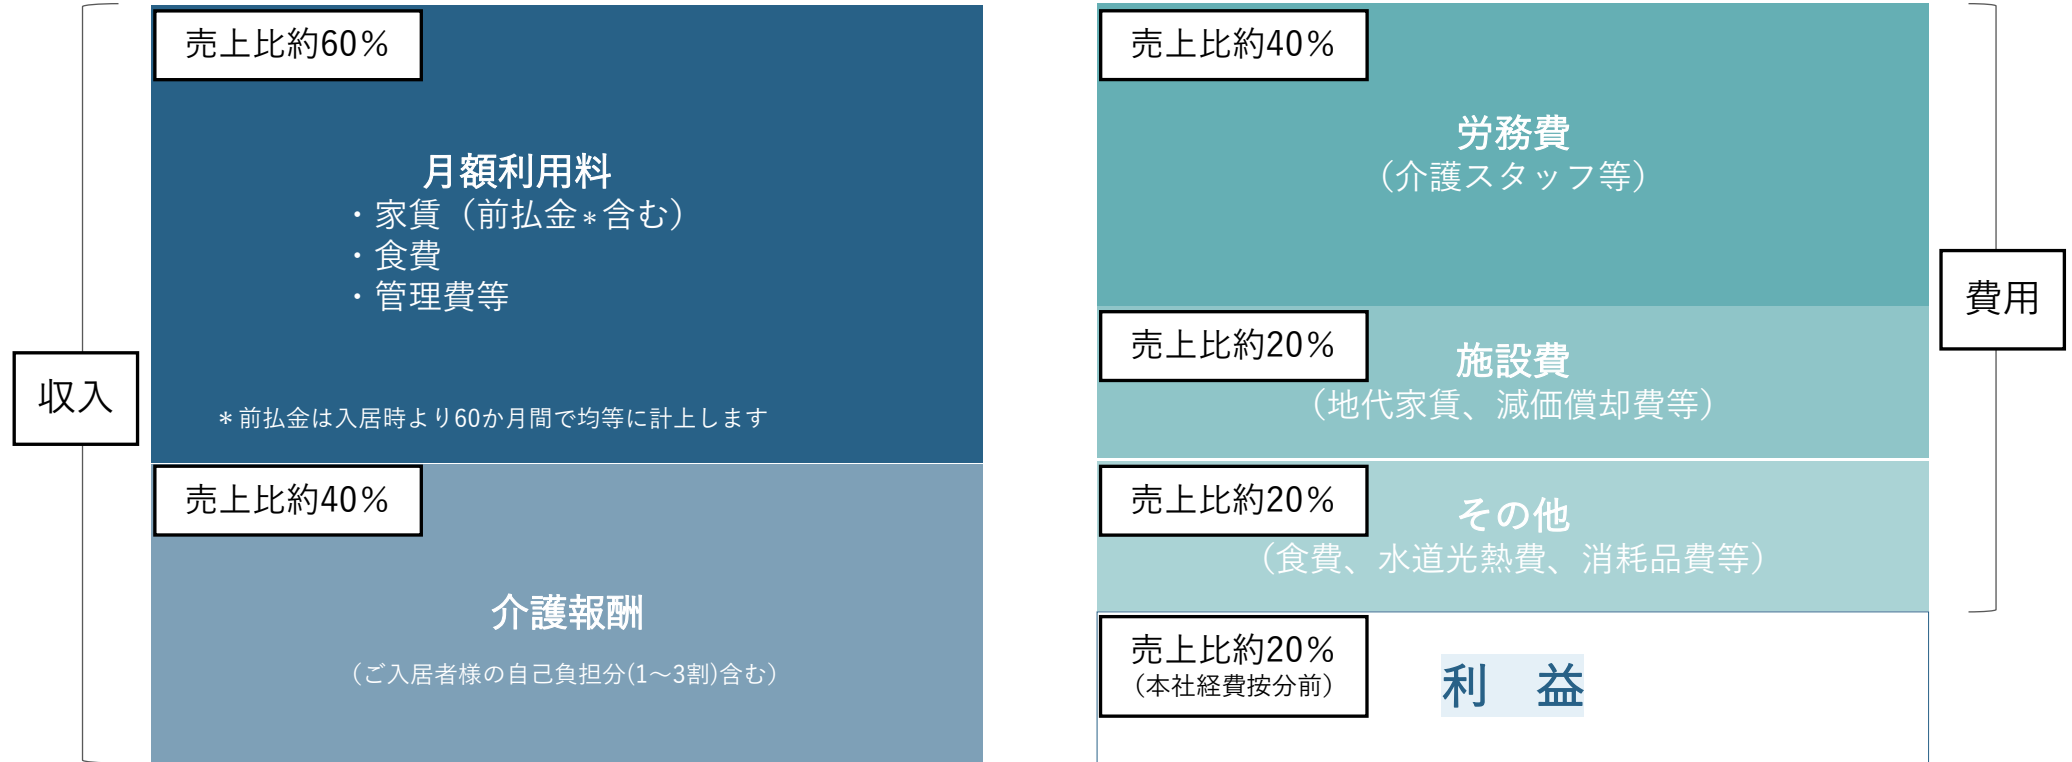 収入
売上比約60％
月額利用料
・家賃（前払金＊含む）
・食費
・管理費等
＊前払金は入居時より60か月間で均等に計上します
売上比約40％
介護報酬
（ご入居者様の自己負担分(1～3割)含む）
売上比約40％
労務費
（介護スタッフ等）
売上比約20％
施設費
（地代家賃、減価償却費等）
売上比約20％
その他
（食費、水道光熱費、消耗品費等）
売上比約20％
（本社経費按分前）
利　益
費用